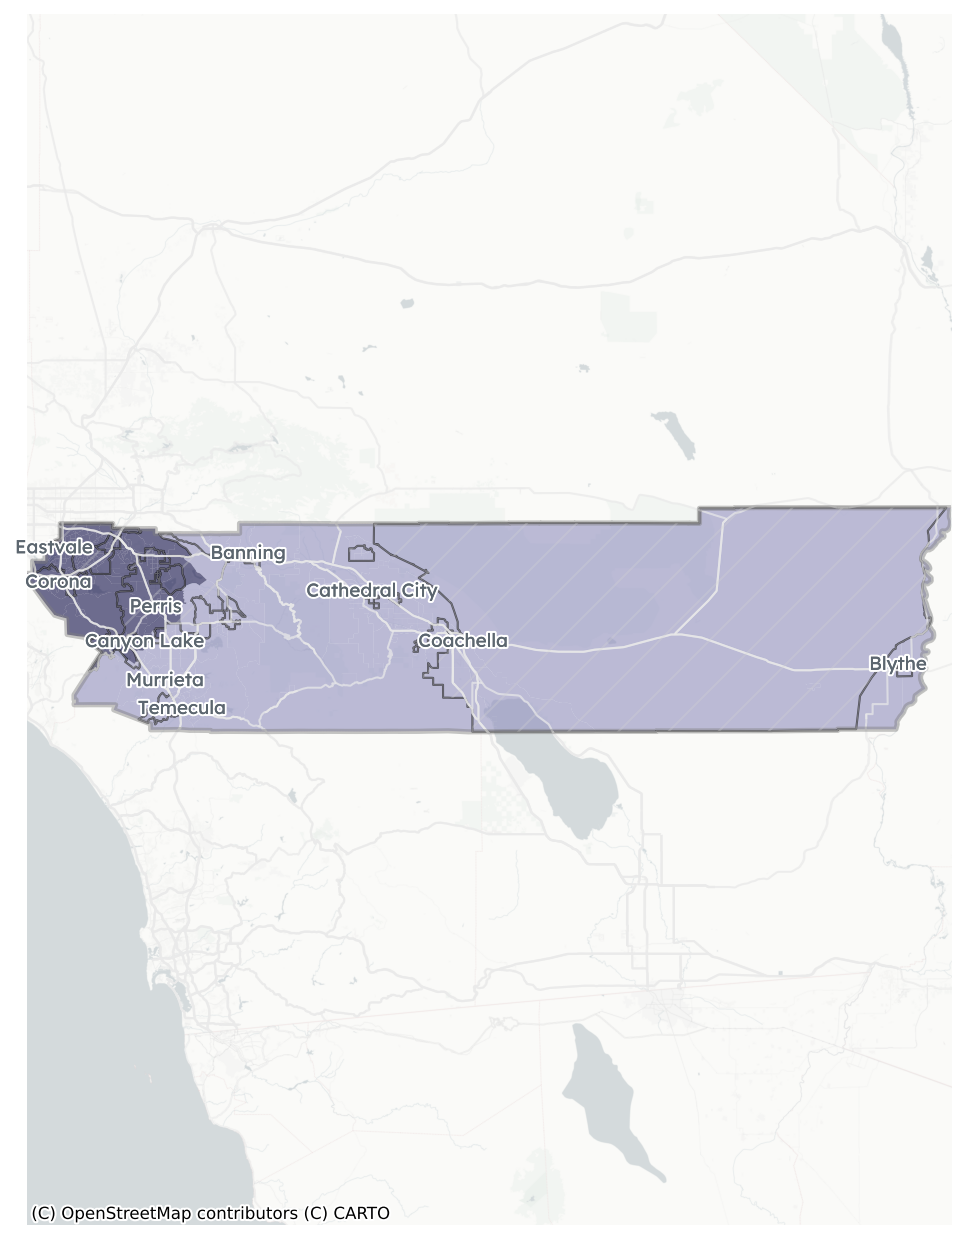 Eastvale
Banning
Corona
Cathedral City
Perris
Canyon Lake
Coachella
Blythe
Murrieta
Temecula
(C) OpenStreetMap contributors (C) CARTO